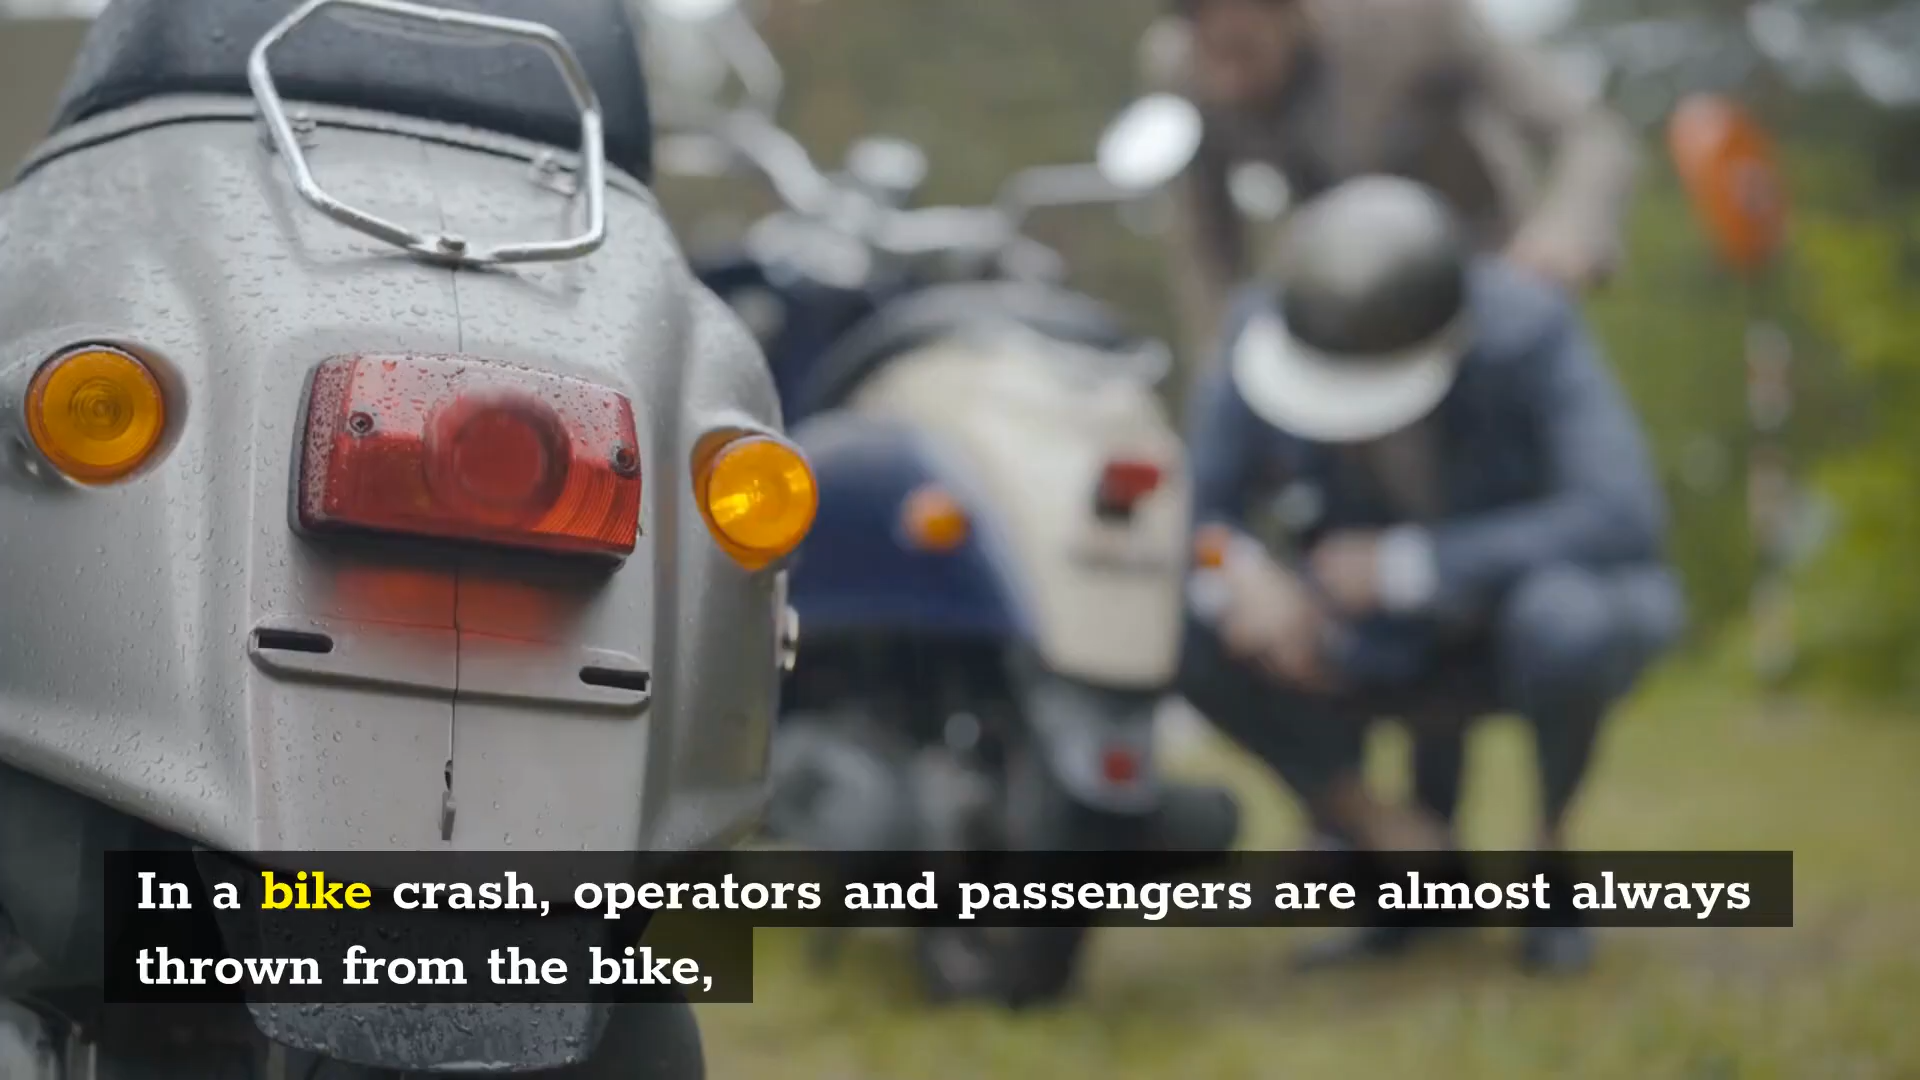 In a bike crash, operators and passengers are almost always
thrown from the bike,